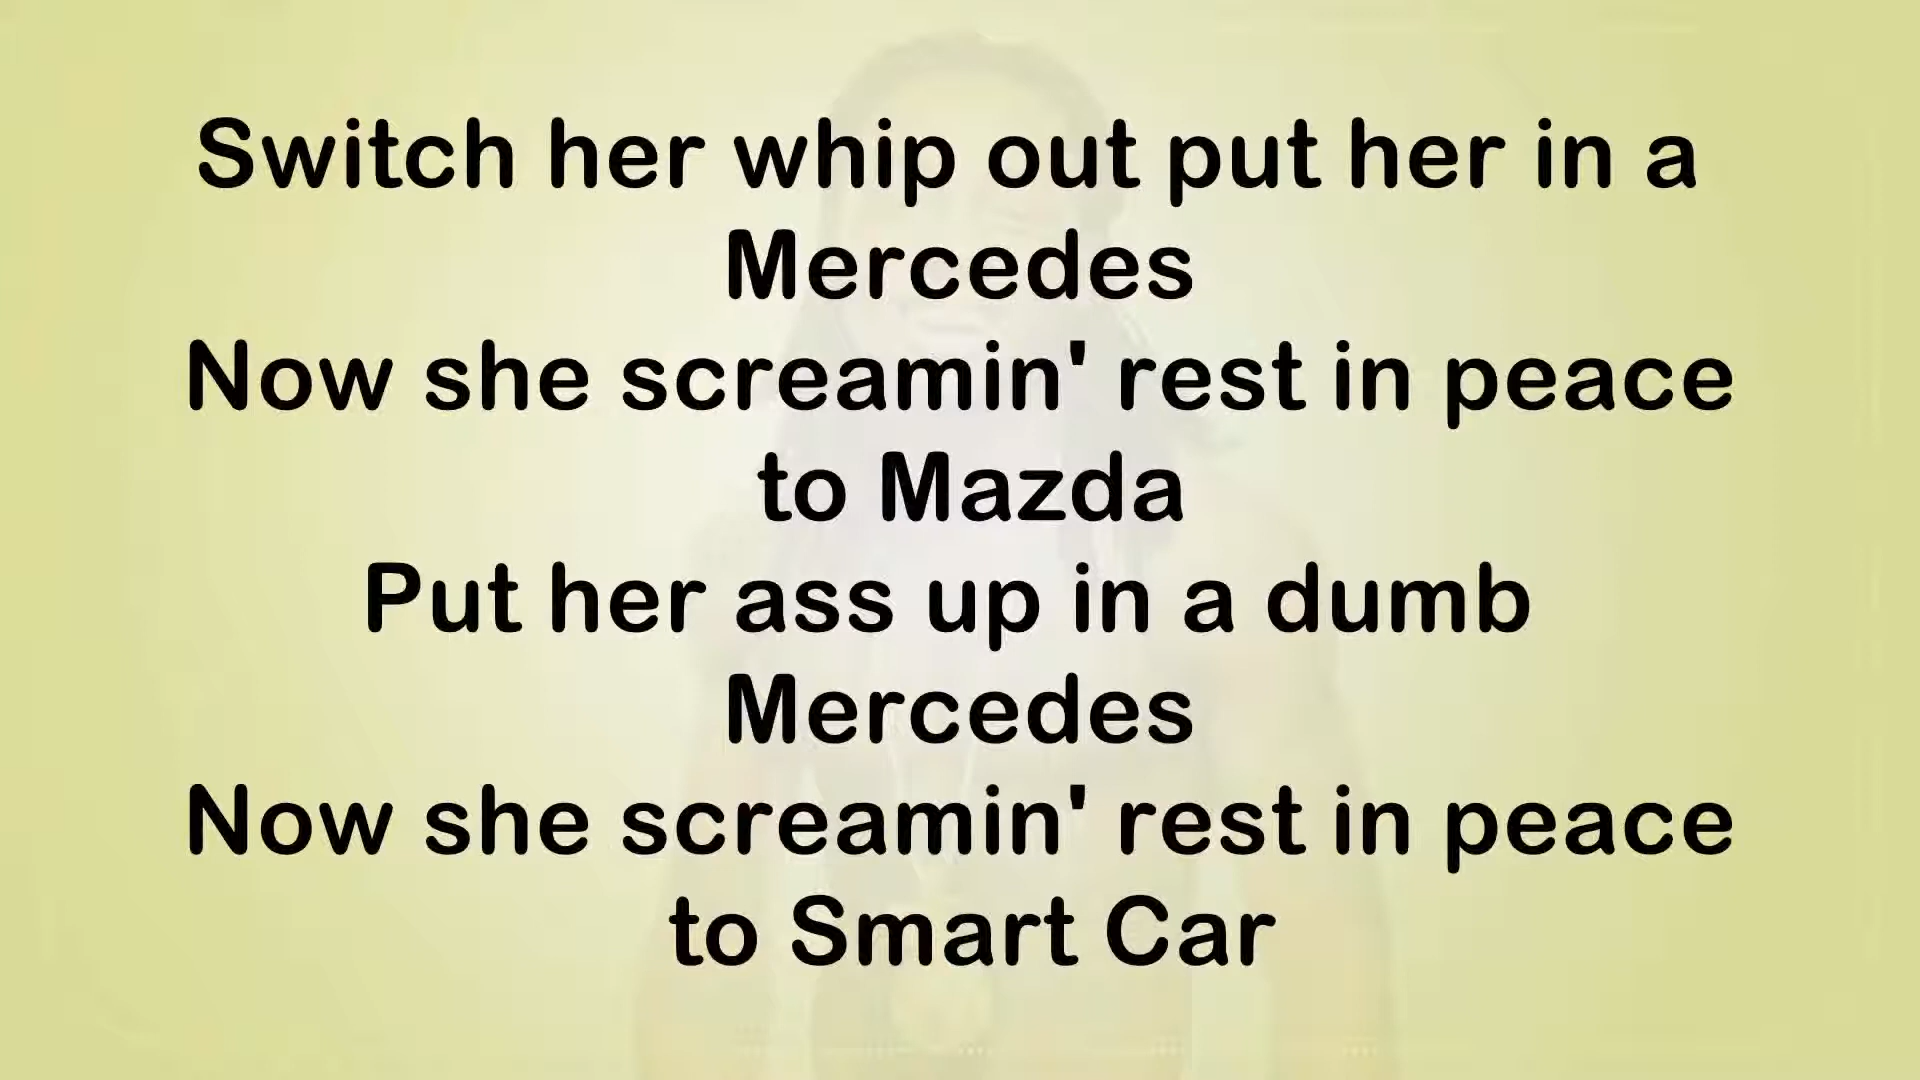 Switch her whip out put her in a
Mercedes
Now she screamin' rest in peace
to Mazda
Put her ass up in a dumb
Mercedes
Now she screamin' rest in peace
to Smart Car